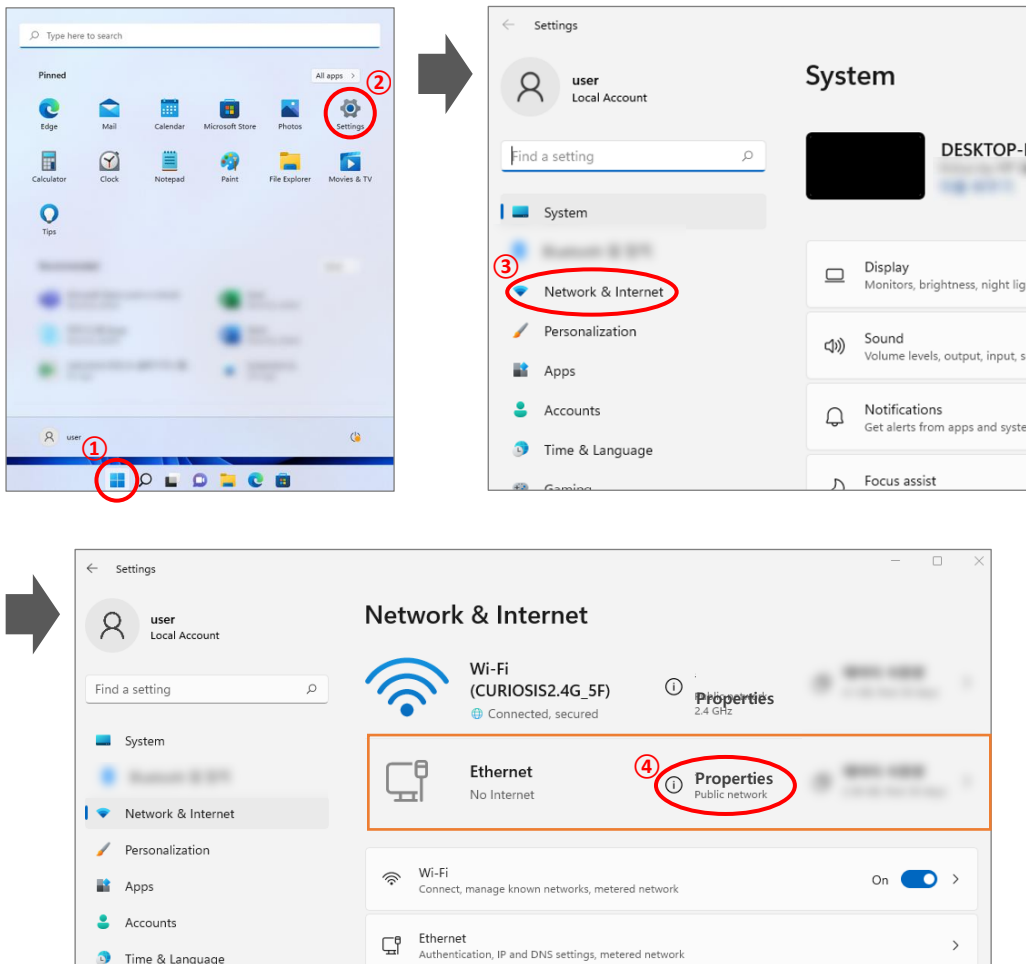 Type here to search
Pinned
All apps >
②
Edge
Mail
Calendar
Microsoft Store
Photos
Settings
Calculator
Clock
Notepad
Paint
File Explorer
Movies & TV
Tips
user
①
← Settings
user
Local Account
Find a setting
System
③
Network & Internet
Personalization
Apps
Accounts
Time & Language
Gaming
System
DESKTOP-
Display
Monitors, brightness, night lig
Sound
Volume levels, output, input, s
Notifications
Get alerts from apps and syste
Focus assist
← Settings
user
Local Account
Find a setting
System
Network & Internet
Personalization
Apps
Accounts
Time & Language
Network & Internet
Wi-Fi
(CURIOSIS2.4G_5F)
Connected, secured
Properties
Public network
2.4 GHz
Ethernet
No Internet
④
Properties
Public network
Wi-Fi
Connect, manage known networks, metered network
On
Ethernet
Authentication, IP and DNS settings, metered network